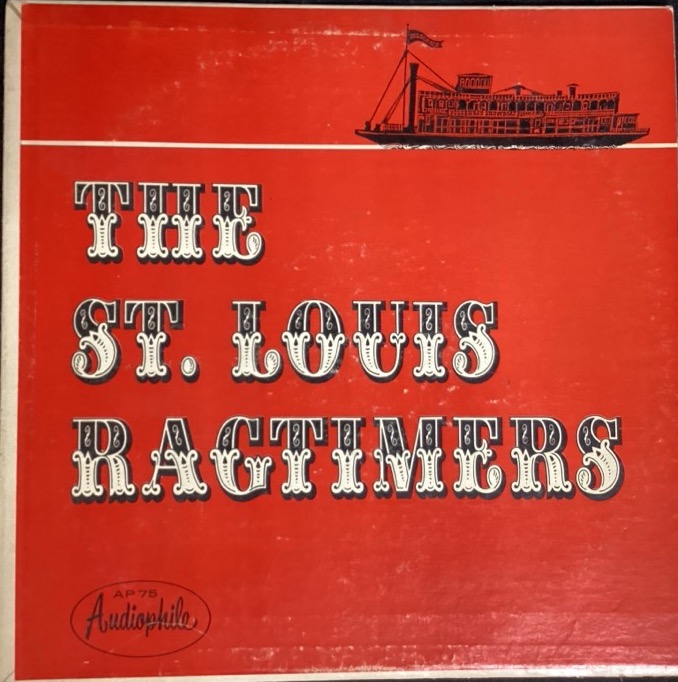 THE
ST. LOUIS
RAGTIMERS
AP 75
Audiophile